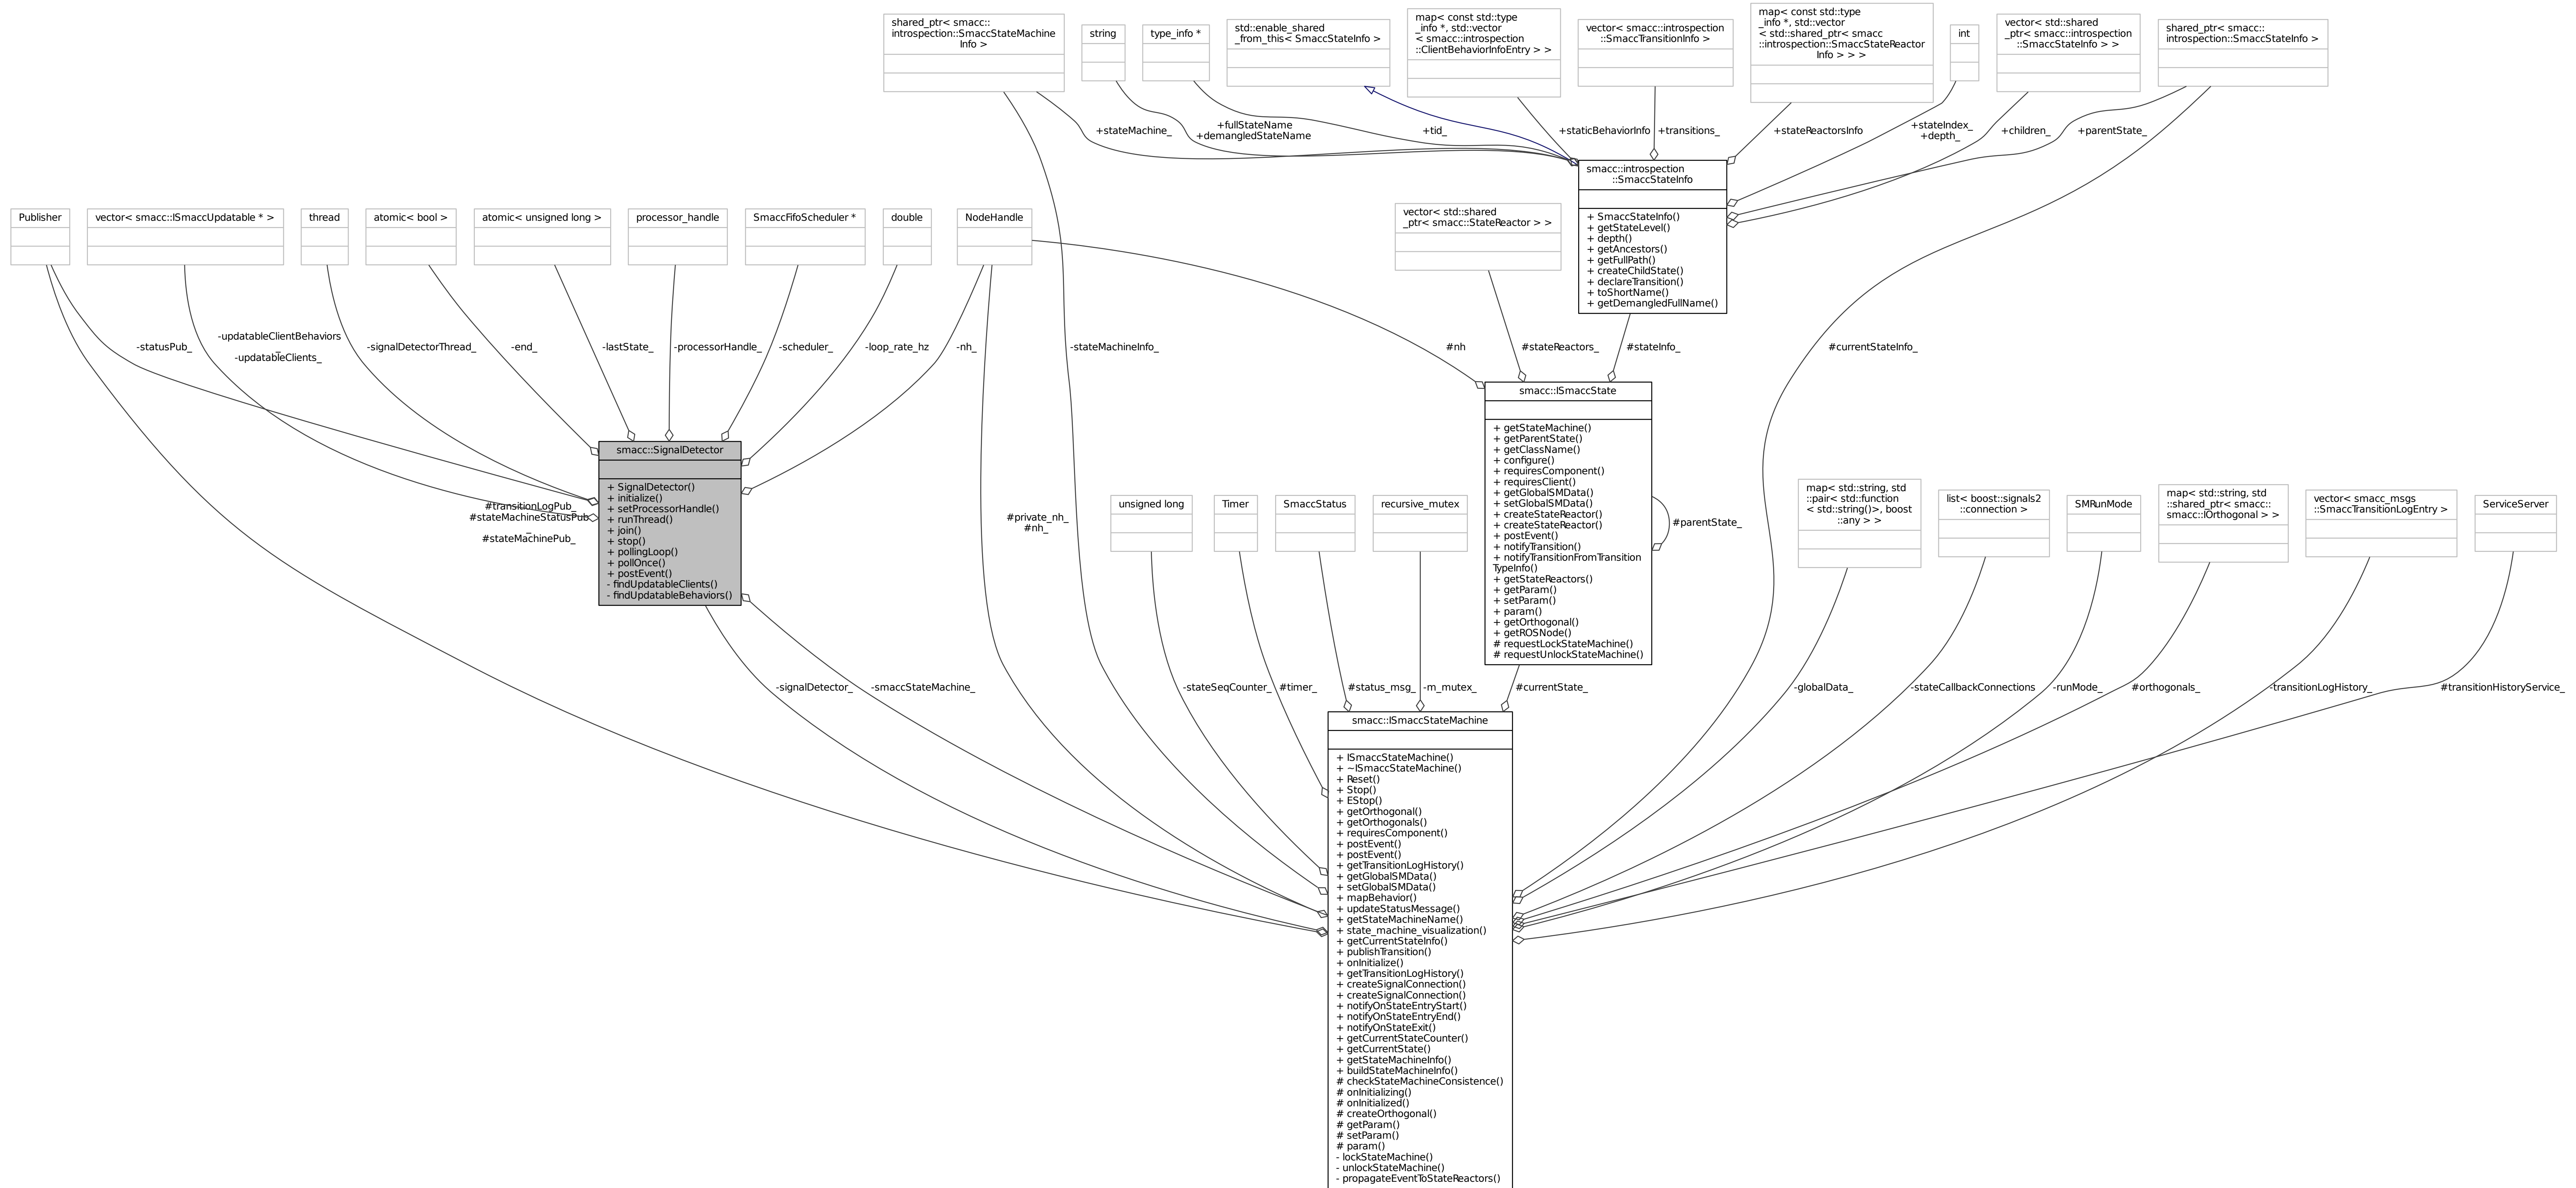 shared_ptr< smacc::
introspection::SmaccStateMachine
Info >
string
type_info *
std::enable_shared
_from_this< SmaccStateInfo >
map< const std::type
_info *, std::vector
< smacc::introspection
::ClientBehaviorInfoEntry > >
vector< smacc::introspection
::SmaccTransitionInfo >
map< const std::type
_info *, std::vector
< std::shared_ptr< smacc
::introspection::SmaccStateReactor
Info > > >
int
vector< std::shared
_ptr< smacc::introspection
::SmaccStateInfo > >
shared_ptr< smacc::
introspection::SmaccStateInfo >
+stateMachine_
+fullStateName
+demangledStateName
+tid_
+staticBehaviorInfo
+transitions_
+stateReactorsInfo
+stateIndex_
+depth_
+children_
+parentState_
smacc::introspection
::SmaccStateInfo
+ SmaccStateInfo()
+ getStateLevel()
+ depth()
+ getAncestors()
+ getFullPath()
+ createChildState()
+ declareTransition()
+ toShortName()
+ getDemangledFullName()
Publisher
vector< smacc::ISmaccUpdatable * >
thread
atomic< bool >
atomic< unsigned long >
processor_handle
SmaccFifoScheduler *
double
NodeHandle
vector< std::shared
_ptr< smacc::StateReactor > >
-statusPub_
-updatableClientBehaviors
_
-updatableClients_
-signalDetectorThread_
-end_
-lastState_
-processorHandle_
-scheduler_
-loop_rate_hz
-nh_
-stateMachineInfo_
#nh
#stateReactors_
#stateInfo_
#currentStateInfo_
smacc::ISmaccState
+ getStateMachine()
+ getParentState()
+ getClassName()
+ configure()
+ requiresComponent()
+ requiresClient()
+ getGlobalSMData()
+ setGlobalSMData()
+ createStateReactor()
+ createStateReactor()
+ postEvent()
+ notifyTransition()
+ notifyTransitionFromTransition
TypeInfo()
+ getStateReactors()
+ getParam()
+ setParam()
+ param()
+ getOrthogonal()
+ getROSNode()
# requestLockStateMachine()
# requestUnlockStateMachine()
#parentState_
smacc::SignalDetector
+ SignalDetector()
+ initialize()
+ setProcessorHandle()
+ runThread()
+ join()
+ stop()
+ pollingLoop()
+ pollOnce()
+ postEvent()
- findUpdatableClients()
- findUpdatableBehaviors()
#transitionLogPub_
#stateMachineStatusPub
_
#stateMachinePub_
#private_nh_
#nh_
unsigned long
Timer
SmaccStatus
recursive_mutex
map< std::string, std
::pair< std::function
< std::string()>, boost
::any > >
list< boost::signals2
::connection >
SMRunMode
map< std::string, std
::shared_ptr< smacc::
smacc::IOrthogonal > >
vector< smacc_msgs
::SmaccTransitionLogEntry >
ServiceServer
-signalDetector_
-smaccStateMachine_
-stateSeqCounter_
#timer_
#status_msg_
-m_mutex_
#currentState_
-globalData_
-stateCallbackConnections
-runMode_
#orthogonals_
-transitionLogHistory_
#transitionHistoryService_
smacc::ISmaccStateMachine
+ ISmaccStateMachine()
+ ~ISmaccStateMachine()
+ Reset()
+ Stop()
+ EStop()
+ getOrthogonal()
+ getOrthogonals()
+ requiresComponent()
+ postEvent()
+ postEvent()
+ getTransitionLogHistory()
+ getGlobalSMData()
+ setGlobalSMData()
+ mapBehavior()
+ updateStatusMessage()
+ getStateMachineName()
+ state_machine_visualization()
+ getCurrentStateInfo()
+ publishTransition()
+ onInitialize()
+ getTransitionLogHistory()
+ createSignalConnection()
+ createSignalConnection()
+ notifyOnStateEntryStart()
+ notifyOnStateEntryEnd()
+ notifyOnStateExit()
+ getCurrentStateCounter()
+ getCurrentState()
+ getStateMachineInfo()
+ buildStateMachineInfo()
# checkStateMachineConsistence()
# onInitializing()
# onInitialized()
# createOrthogonal()
# getParam()
# setParam()
# param()
- lockStateMachine()
- unlockStateMachine()
- propagateEventToStateReactors()